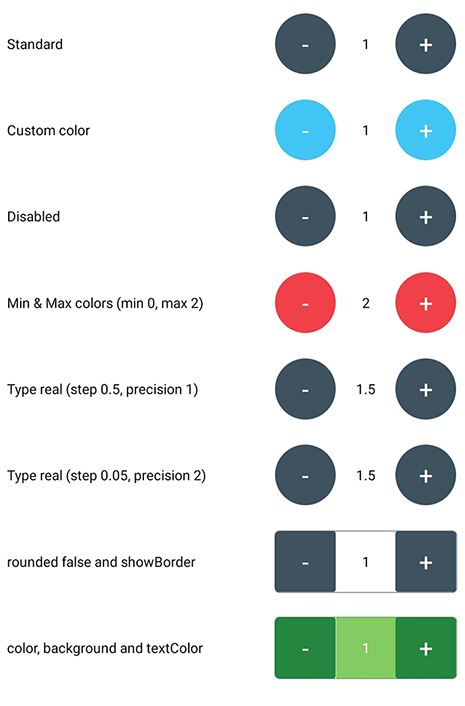 Standard - 1 +
Custom color - 1 +
Disabled - 1 +
Min & Max colors (min 0, max 2) - 2 +
Type real (step 0.5, precision 1) - 1.5 +
Type real (step 0.05, precision 2) - 1.5 +
rounded false and showBorder - 1 +
color, background and textColor - 1 +